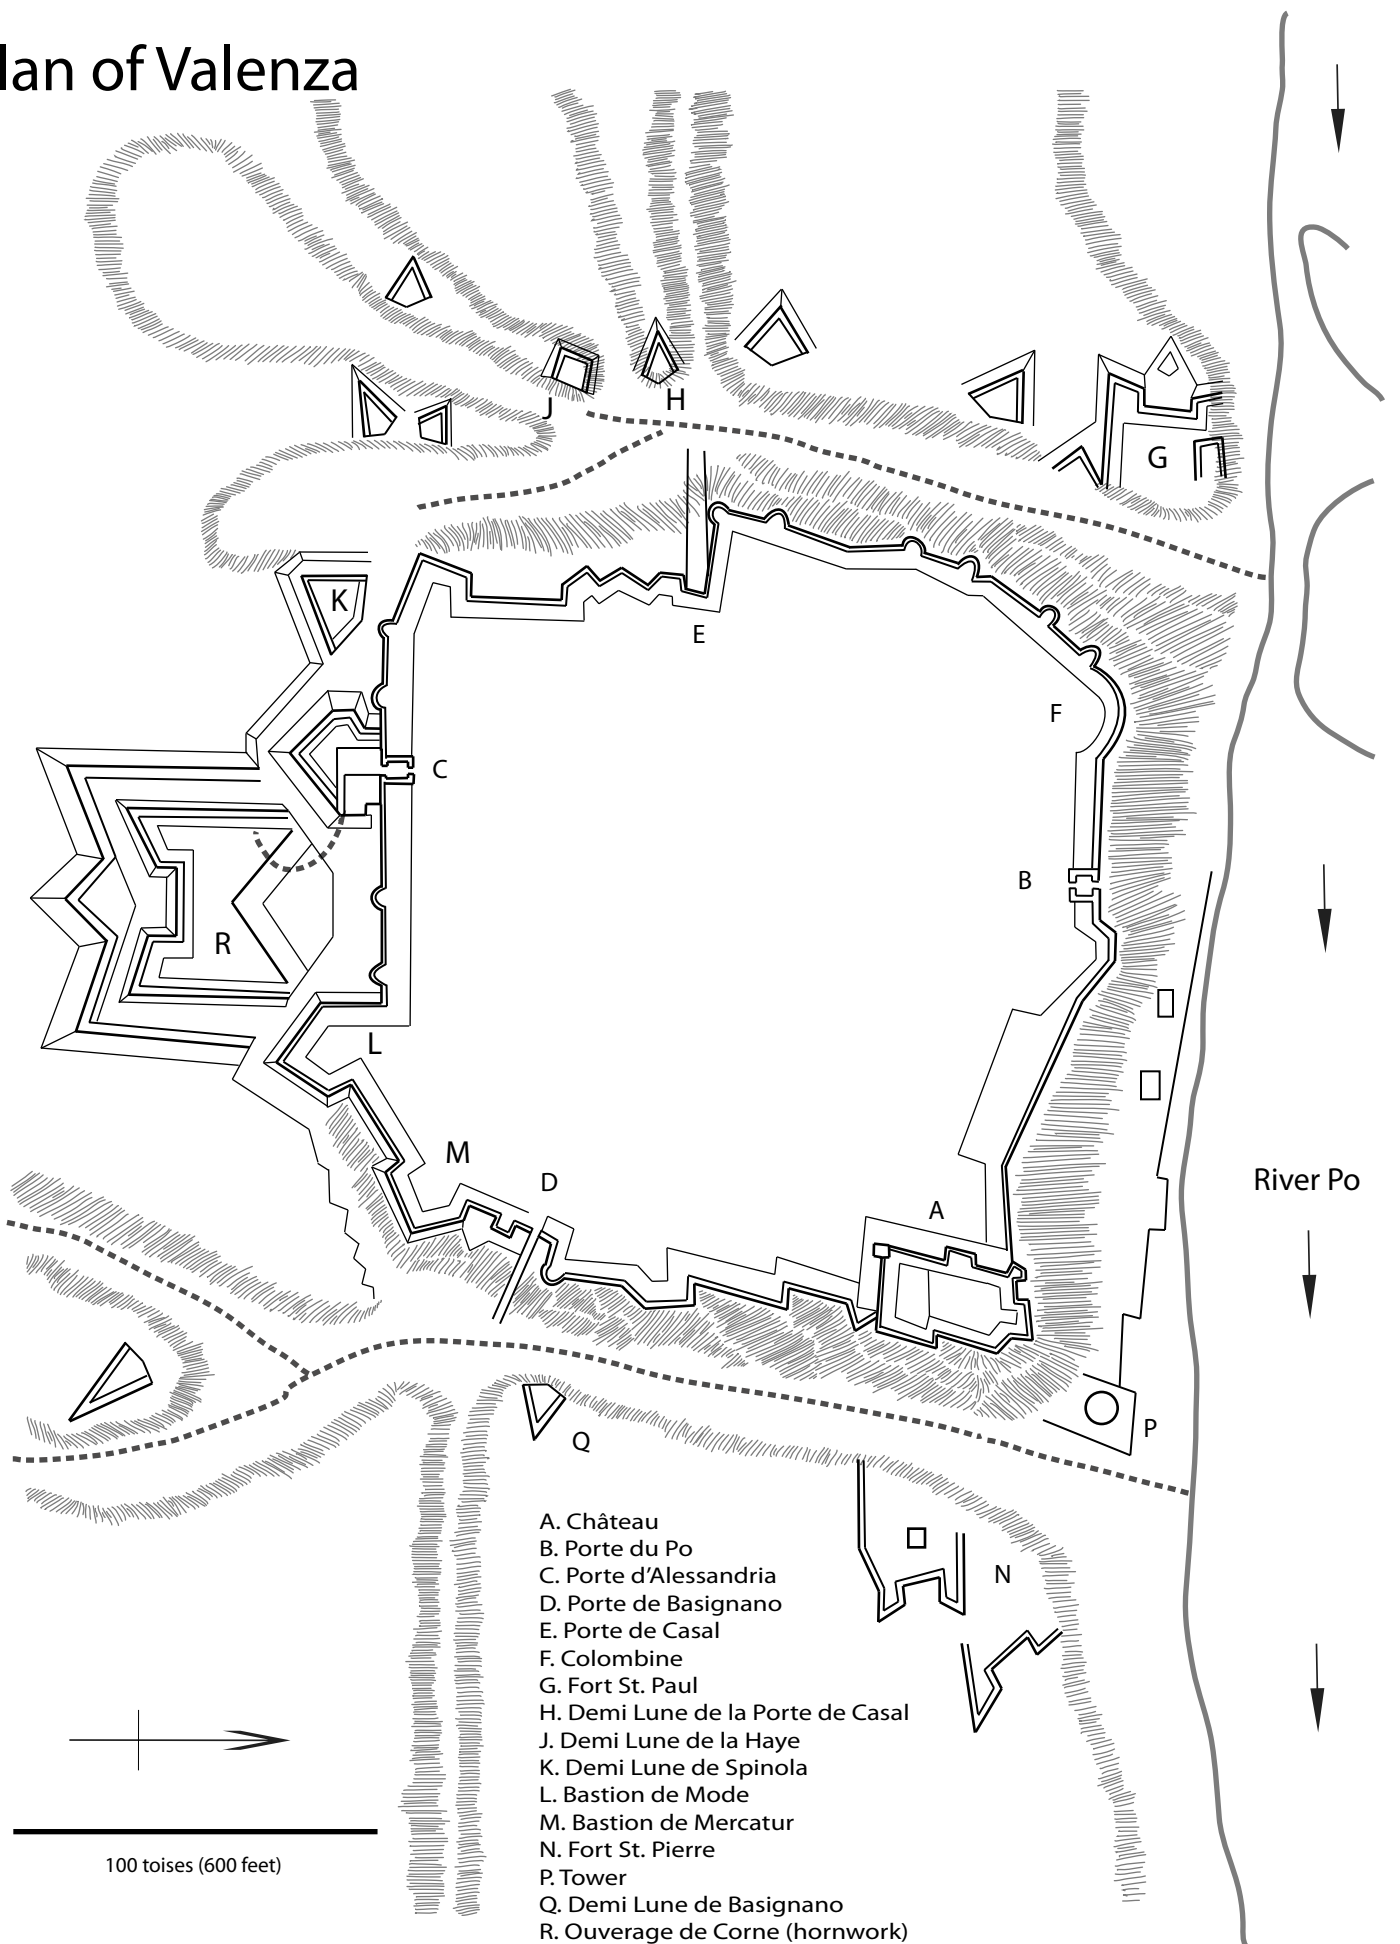 lan of Valenza
J
H
G
K
E
F
C
B
R
L
M
D
A
River Po
P
Q
N
A. Château
B. Porte du Po
C. Porte d'Alessandria
D. Porte de Basignano
E. Porte de Casal
F. Colombine
G. Fort St. Paul
H. Demi Lune de la Porte de Casal
J. Demi Lune de la Haye
K. Demi Lune de Spinola
L. Bastion de Mode
M. Bastion de Mercatur
N. Fort St. Pierre
P. Tower
Q. Demi Lune de Basignano
R. Ouverage de Corne (hornwork)
100 toises (600 feet)